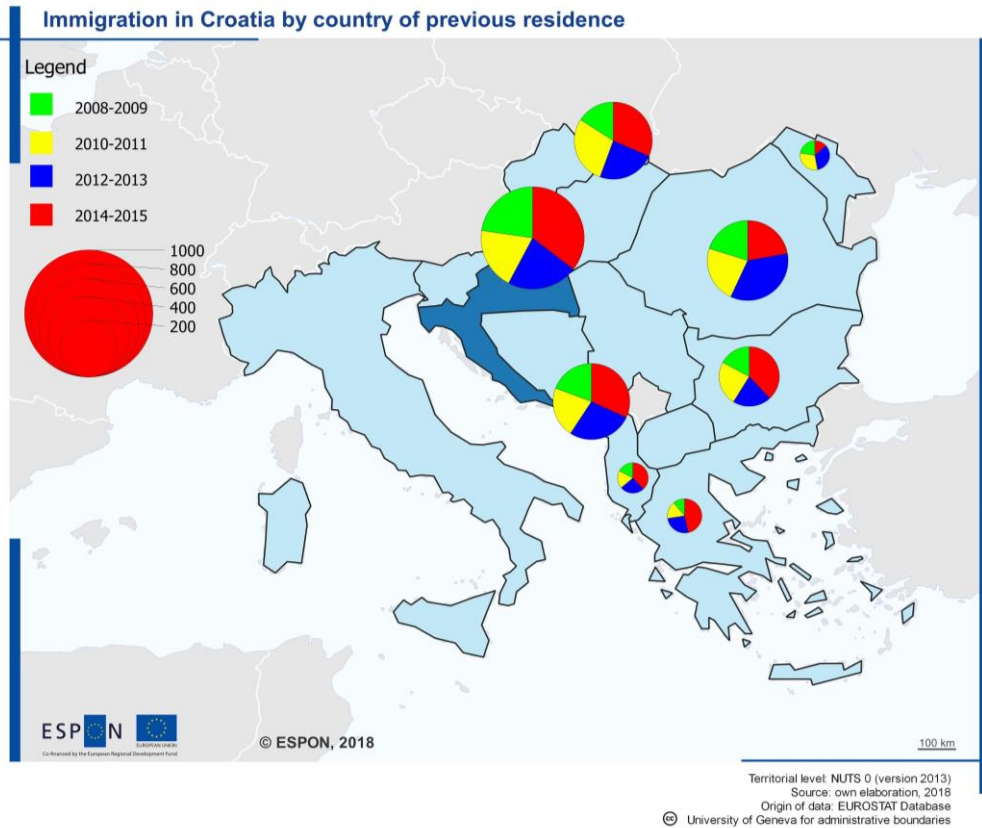 Immigration in Croatia by country of previous residence
Legend
2008-2009
2010-2011
2012-2013
2014-2015
1000
800
600
400
200
ESPON
EUROPEAN UNION
Co-financed by the European Regional Development Fund
© ESPON, 2018
100 km
Territorial level: NUTS 0 (version 2013)
Source: own elaboration, 2018
Origin of data: EUROSTAT Database
cc University of Geneva for administrative boundaries